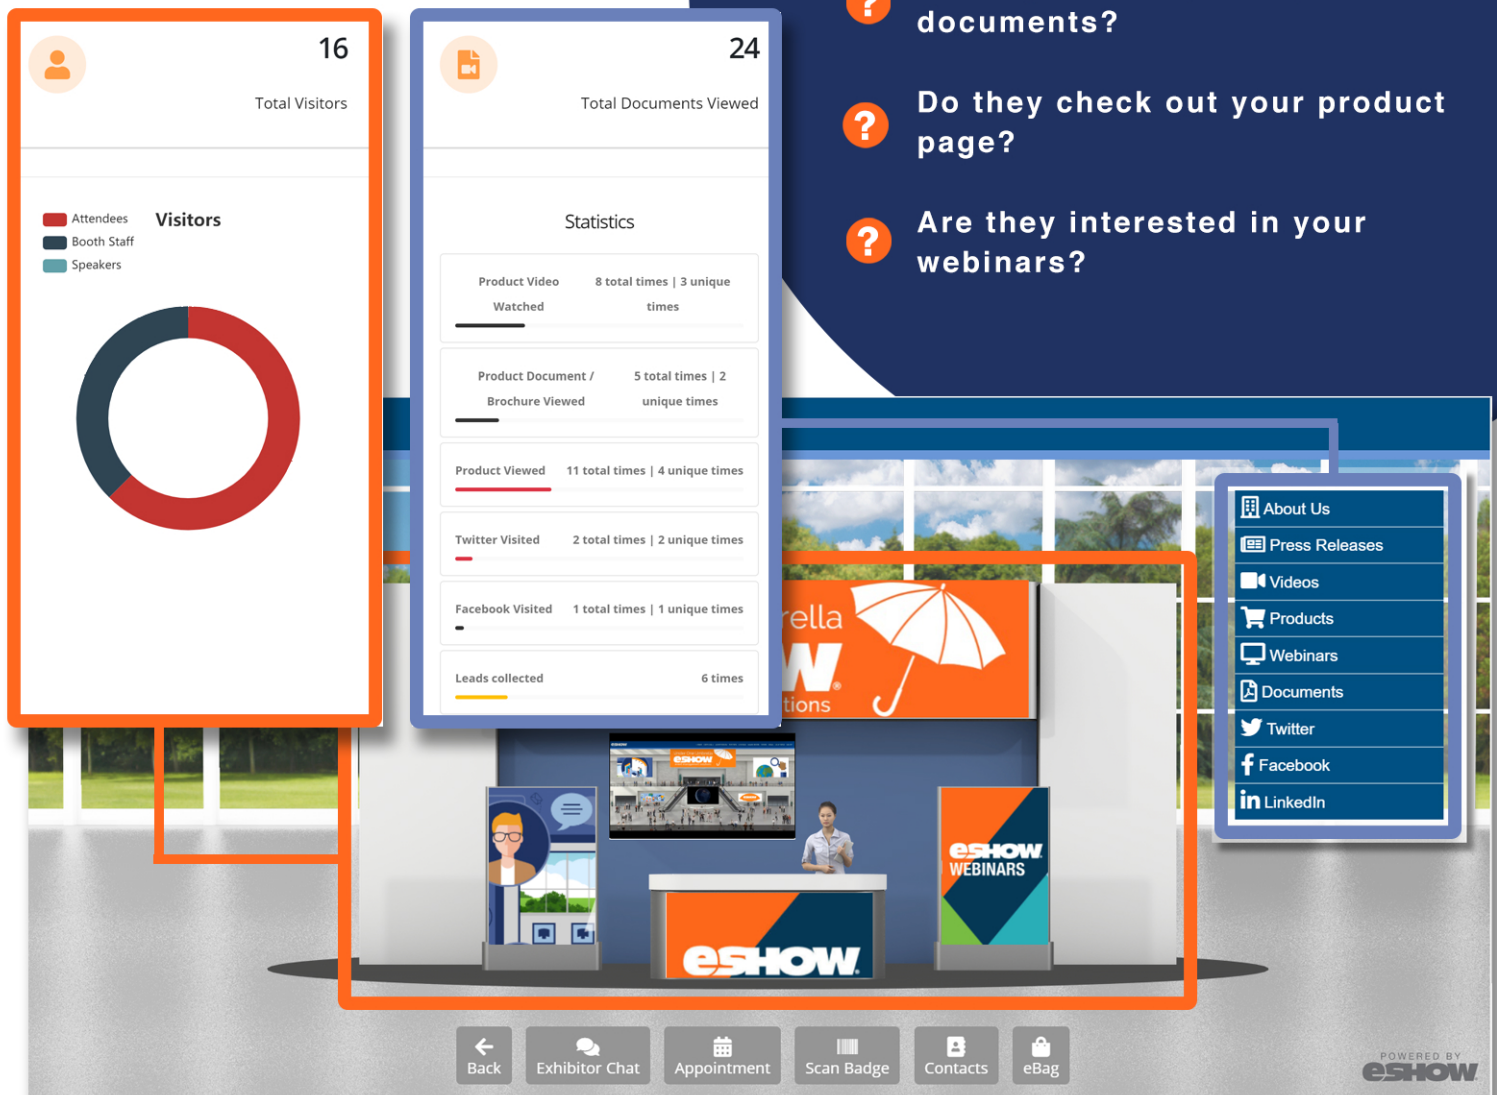 16
Total Visitors
Attendees
Visitors
Booth Staff
Speakers
24
Total Documents Viewed
Statistics
Product Video
Watched
8 total times | 3 unique
times
Product Document /
Brochure Viewed
5 total times | 2
unique times
Product Viewed
11 total times | 4 unique times
Twitter Visited
2 total times | 2 unique times
Facebook Visited
1 total times | 1 unique times
Leads collected
6 times
documents?
Do they check out your product
page?
Are they interested in your
webinars?
About Us
Press Releases
Videos
Products
Webinars
Documents
Twitter
Facebook
LinkedIn
rella
W
tions
eSHOW
eSHOW
eSHOW
WEBINARS
eSHOW
Back
Exhibitor Chat
Appointment
Scan Badge
Contacts
eBag
POWERED BY
eSHOW